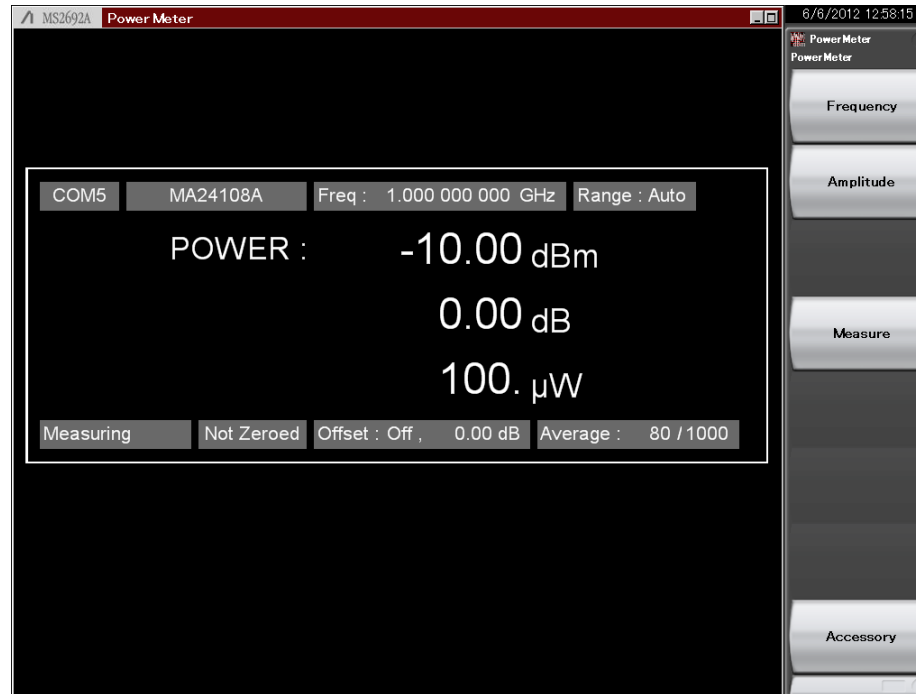 MS2692A Power Meter
6/6/2012 12:58:15
Power Meter
Power Meter
Frequency
Amplitude
COM5 MA24108A Freq : 1.000 000 000 GHz Range : Auto
POWER : -10.00 dBm
0.00 dB
100. µW
Measure
Measuring Not Zeroed Offset : Off , 0.00 dB Average : 80 / 1000
Accessory